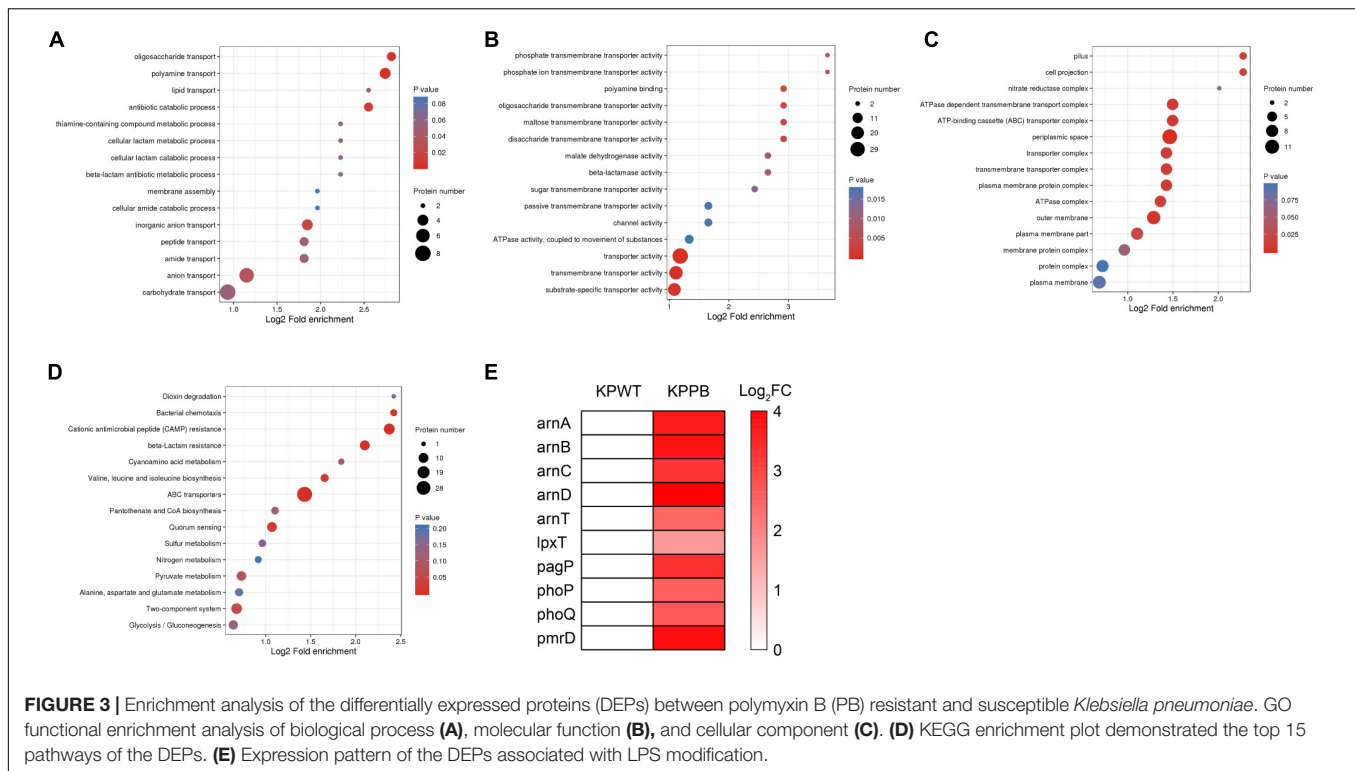 A
oligosaccharide transport
polyamine transport
lipid transport
antibiotic catabolic process
thiamine-containing compound metabolic process
cellular lactam metabolic process
cellular lactam catabolic process
beta-lactam antibiotic metabolic process
membrane assembly
cellular amide catabolic process
inorganic anion transport
peptide transport
amide transport
anion transport
carbohydrate transport
1.0 1.5 2.0 2.5
Log2 Fold enrichment
P value
0.08
0.06
0.04
0.02
Protein number
2
4
6
8
B
phosphate transmembrane transporter activity
phosphate ion transmembrane transporter activity
polyamine binding
oligosaccharide transmembrane transporter activity
maltose transmembrane transporter activity
disaccharide transmembrane transporter activity
malate dehydrogenase activity
beta-lactamase activity
sugar transmembrane transporter activity
passive transmembrane transporter activity
channel activity
ATPase activity, coupled to movement of substances
transporter activity
transmembrane transporter activity
substrate-specific transporter activity
1 2 3
Log2 Fold enrichment
Protein number
2
11
20
29
P value
0.015
0.010
0.005
C
pilus
cell projection
nitrate reductase complex
ATPase dependent transmembrane transport complex
ATP-binding cassette (ABC) transporter complex
periplasmic space
transporter complex
transmembrane transporter complex
plasma membrane protein complex
ATPase complex
outer membrane
plasma membrane part
membrane protein complex
protein complex
plasma membrane
1.0 1.5 2.0
Log2 Fold enrichment
Protein number
2
5
8
11
P value
0.075
0.050
0.025
D
Dioxin degradation
Bacterial chemotaxis
Cationic antimicrobial peptide (CAMP) resistance
beta-Lactam resistance
Cyanoamino acid metabolism
Valine, leucine and isoleucine biosynthesis
ABC transporters
Pantothenate and CoA biosynthesis
Quorum sensing
Sulfur metabolism
Nitrogen metabolism
Pyruvate metabolism
Alanine, aspartate and glutamate metabolism
Two-component system
Glycolysis / Gluconeogenesis
1.0 1.5 2.0 2.5
Log2 Fold enrichment
Protein number
1
10
19
28
P value
0.20
0.15
0.10
0.05
E
KPWT KPPB Log2FC
arnA
arnB
arnC
arnD
arnT
lpxT
pagP
phoP
phoQ
pmrD
4
2
0
FIGURE 3 | Enrichment analysis of the differentially expressed proteins (DEPs) between polymyxin B (PB) resistant and susceptible Klebsiella pneumoniae. GO
functional enrichment analysis of biological process (A), molecular function (B), and cellular component (C). (D) KEGG enrichment plot demonstrated the top 15
pathways of the DEPs. (E) Expression pattern of the DEPs associated with LPS modification.